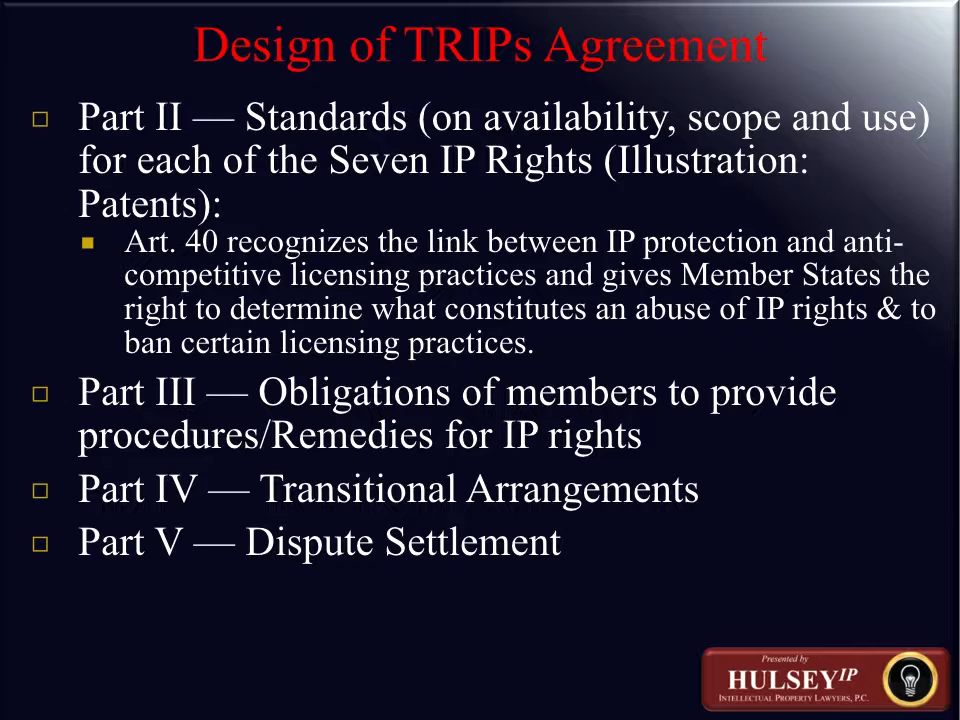 Design of TRIPs Agreement
Part II — Standards (on availability, scope and use)
for each of the Seven IP Rights (Illustration:
Patents):
Art. 40 recognizes the link between IP protection and anti-
competitive licensing practices and gives Member States the
right to determine what constitutes an abuse of IP rights & to
ban certain licensing practices.
Part III — Obligations of members to provide
procedures/Remedies for IP rights
Part IV — Transitional Arrangements
Part V — Dispute Settlement
Presented by
HULSEY IP
INTELLECTUAL PROPERTY LAWYERS, P.C.